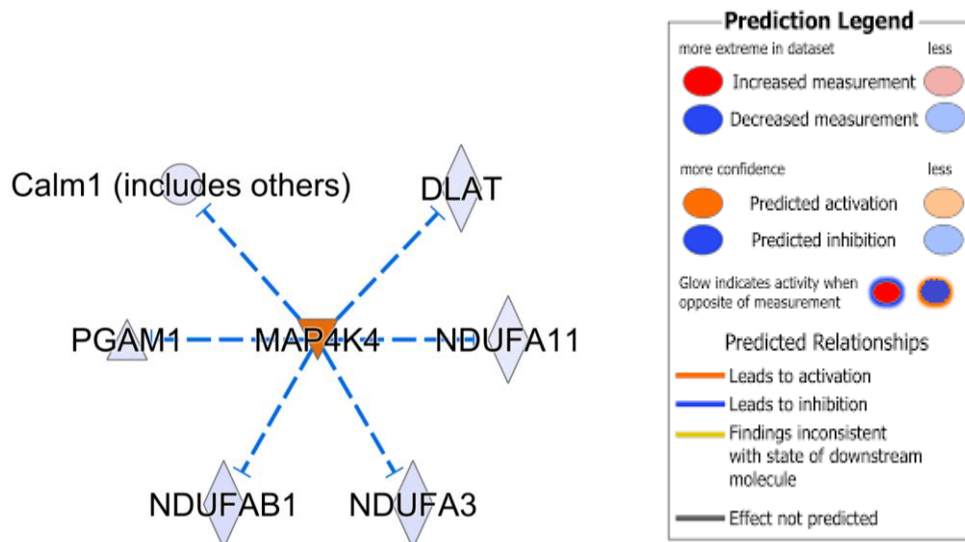 Calm1 (includes others)
DLAT
PGAM1
MAP4K4
NDUFA11
NDUFAB1
NDUFA3
Prediction Legend
more extreme in dataset
less
Increased measurement
Decreased measurement
more confidence
less
Predicted activation
Predicted inhibition
Glow indicates activity when
opposite of measurement
Predicted Relationships
Leads to activation
Leads to inhibition
Findings inconsistent
with state of downstream
molecule
Effect not predicted